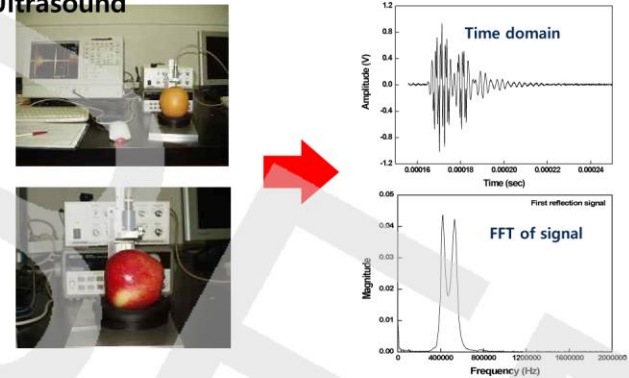 Ultrasound
1.2
0.8
0.4
0.0
-0.4
-0.8
-1.2
Amplitude (V)
Time domain
0.00016 0.00018 0.00020 0.00022 0.00024
Time (sec)
0.05
0.04
0.03
0.02
0.01
0.00
Magnitude
First reflection signal
FFT of signal
0 400000 800000 1200000 1600000 2000000
Frequency (Hz)